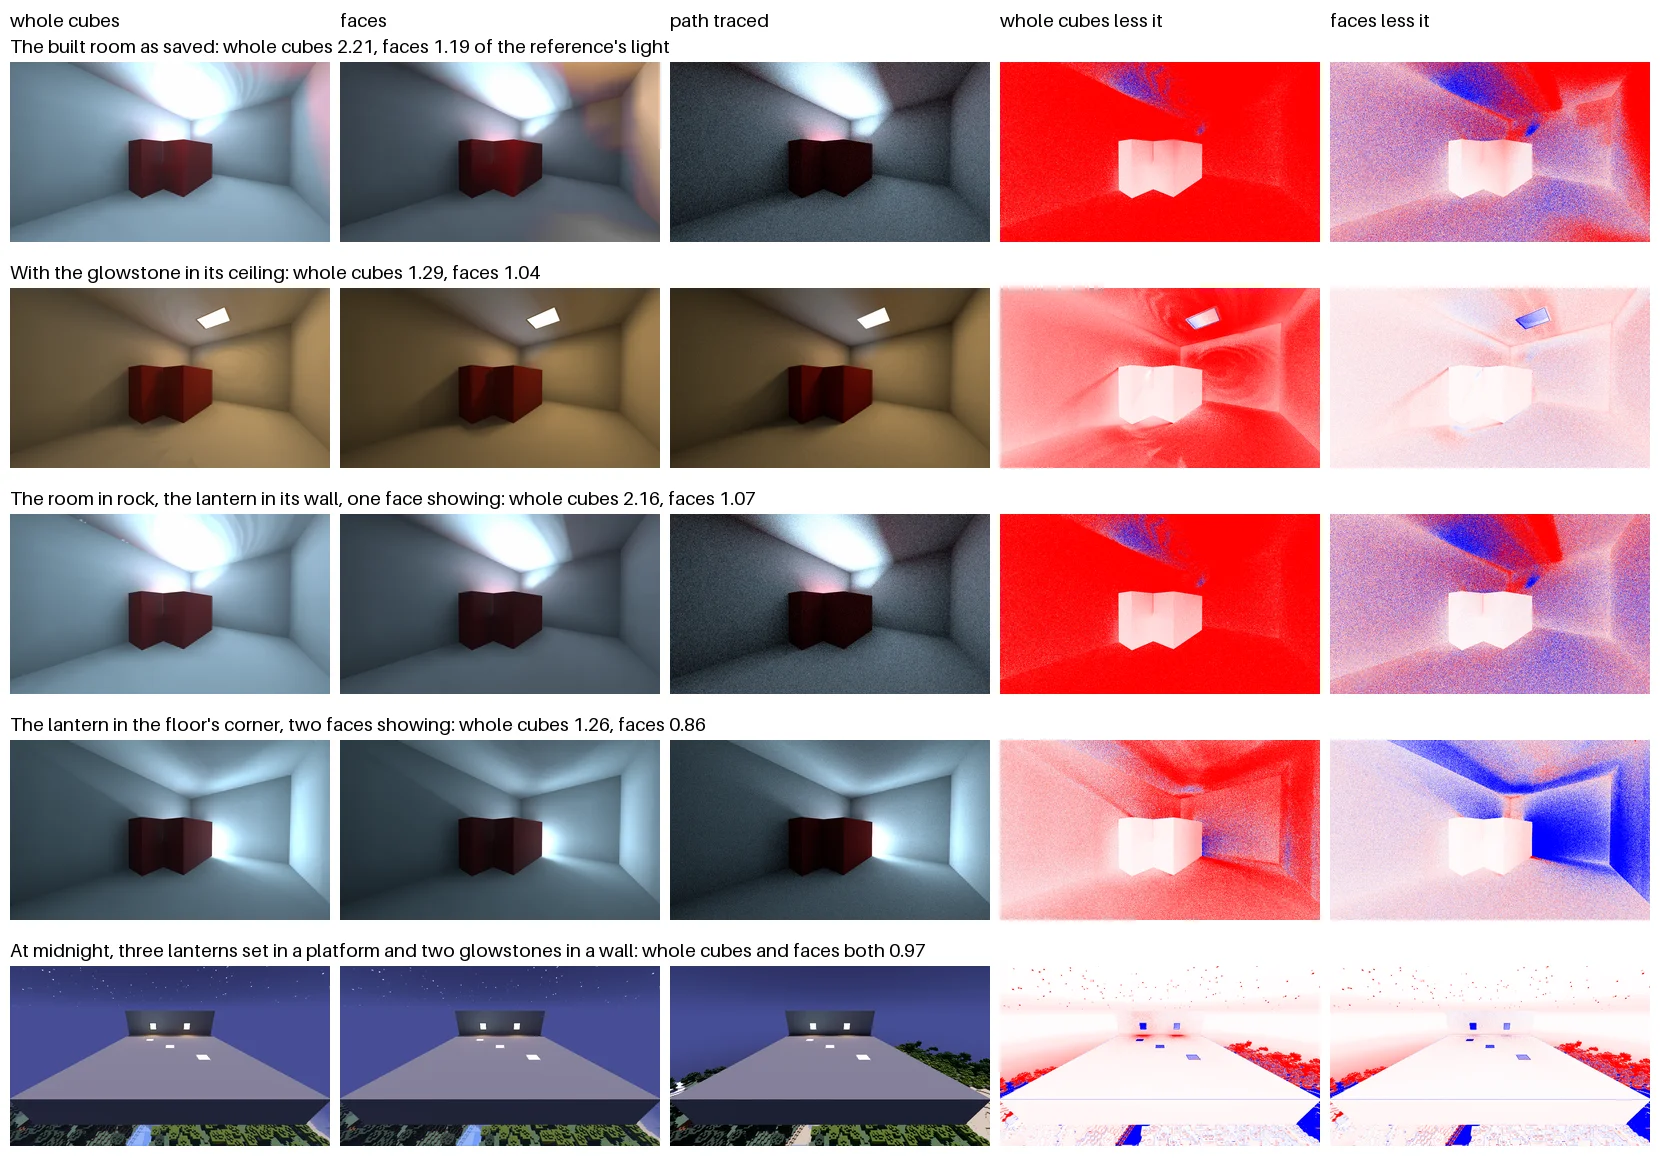 whole cubes
faces
path traced
whole cubes less it
faces less it
The built room as saved: whole cubes 2.21, faces 1.19 of the reference's light
With the glowstone in its ceiling: whole cubes 1.29, faces 1.04
The room in rock, the lantern in its wall, one face showing: whole cubes 2.16, faces 1.07
The lantern in the floor's corner, two faces showing: whole cubes 1.26, faces 0.86
At midnight, three lanterns set in a platform and two glowstones in a wall: whole cubes and faces both 0.97